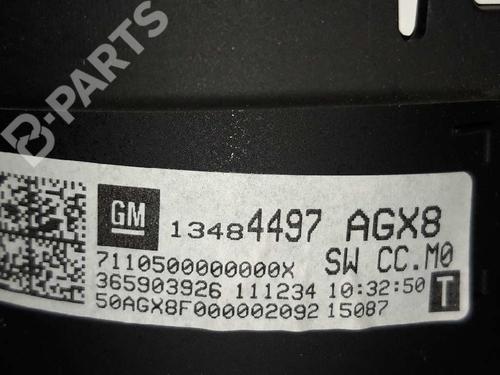 B-PARTS
GM 13484497 AGX8
7110500000000X SW CC.M0
365903926 111234 10:32:50 T
50AGX8F000002092 15087